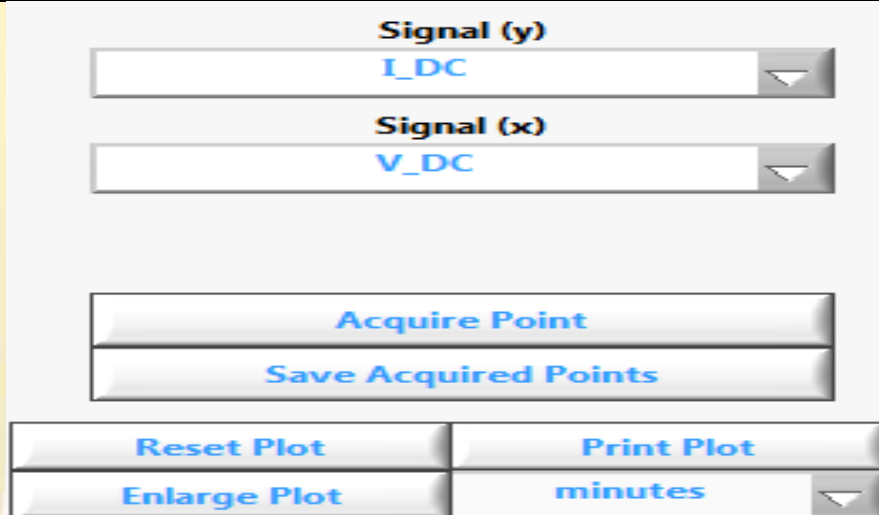 Signal (y)
I_DC
Signal (x)
V_DC
Acquire Point
Save Acquired Points
Reset Plot
Print Plot
Enlarge Plot
minutes